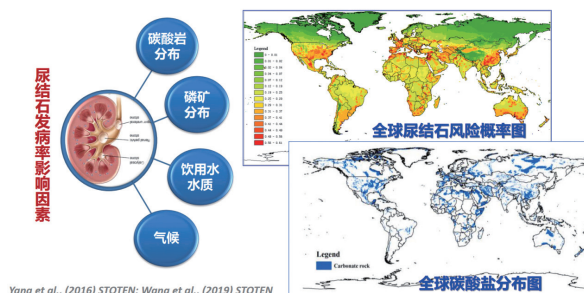 尿结石发病率影响因素
碳酸岩
分布
磷矿
分布
饮用水
水质
气候
Legend
全球尿结石风险概率图
Legend
Carbonate rock
全球碳酸盐分布图
Yang et al., (2016) STOTEN; Wang et al., (2019) STOTEN